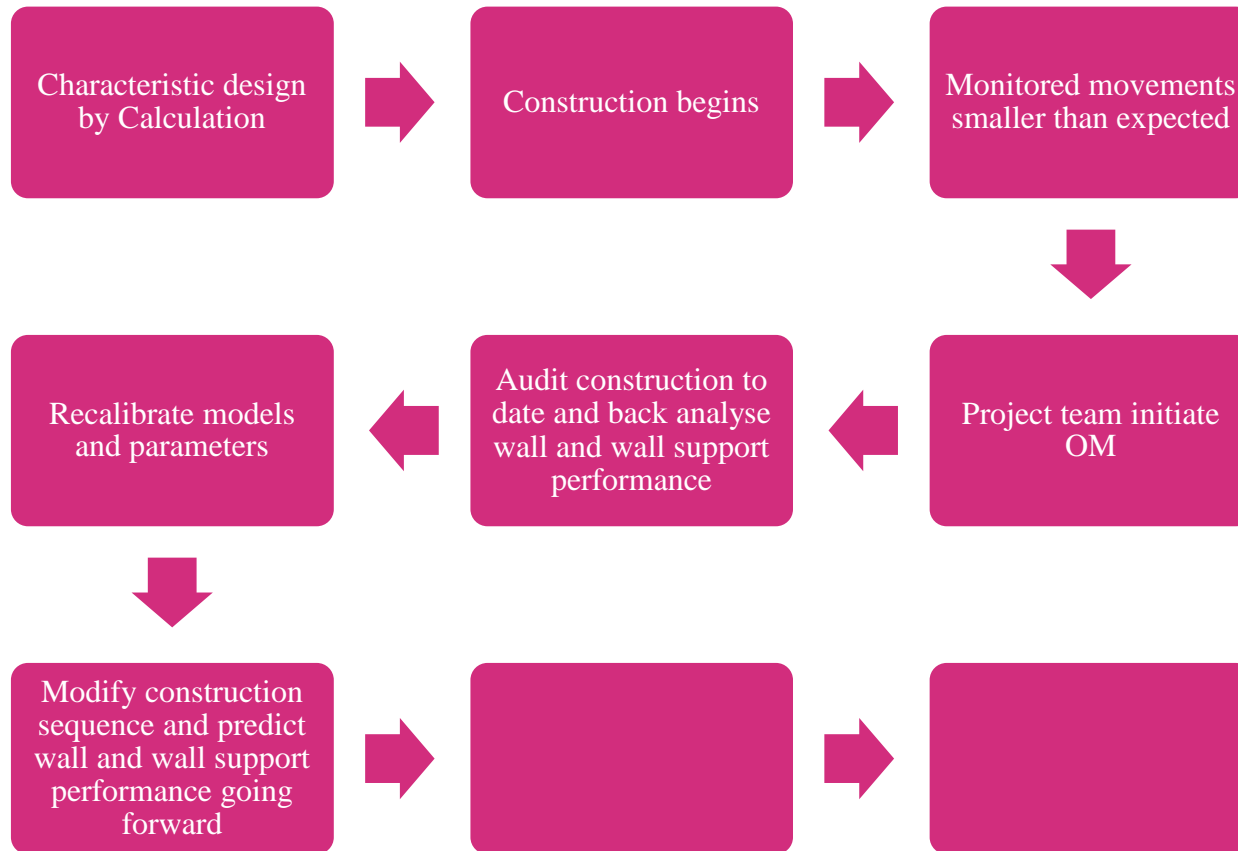 Characteristic design
by Calculation
Construction begins
Monitored movements
smaller than expected
Project team initiate
OM
Audit construction to
date and back analyse
wall and wall support
performance
Recalibrate models
and parameters
Modify construction
sequence and predict
wall and wall support
performance going
forward